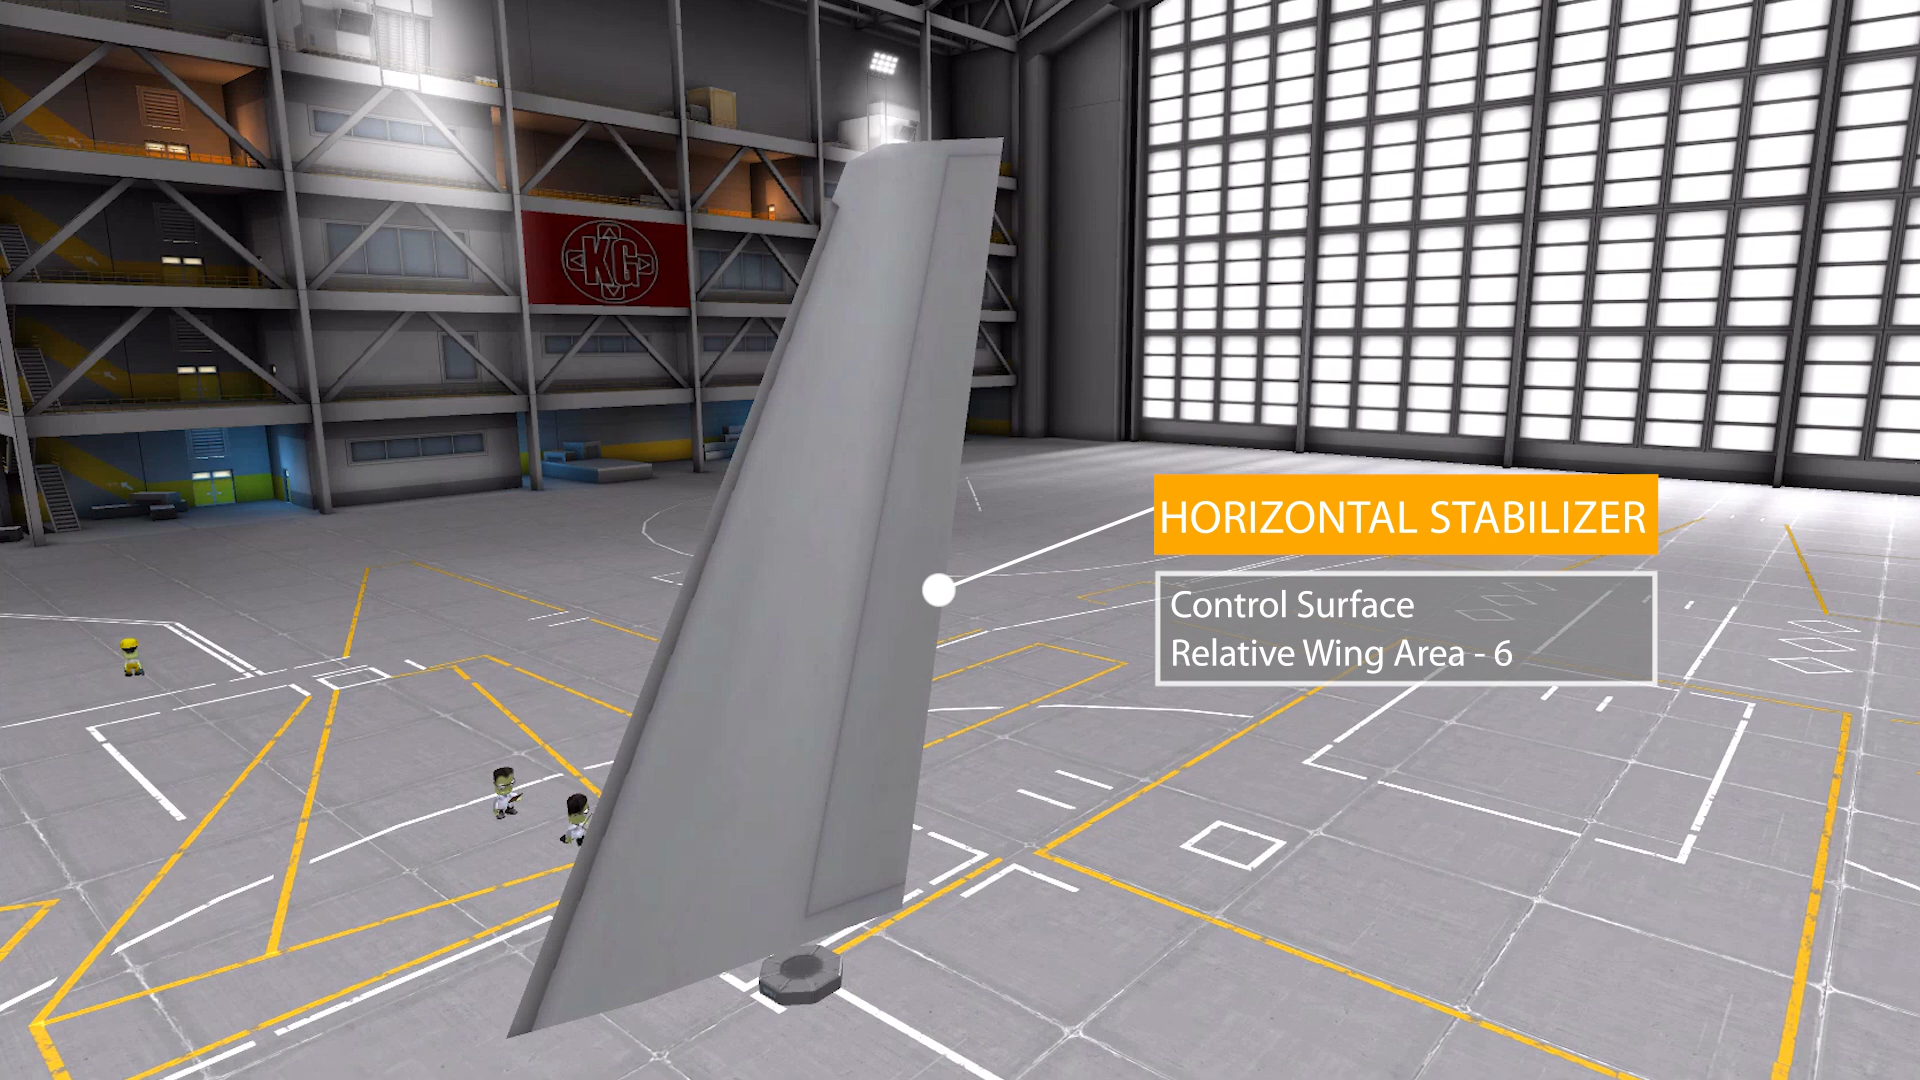 KG
HORIZONTAL STABILIZER
Control Surface
Relative Wing Area - 6